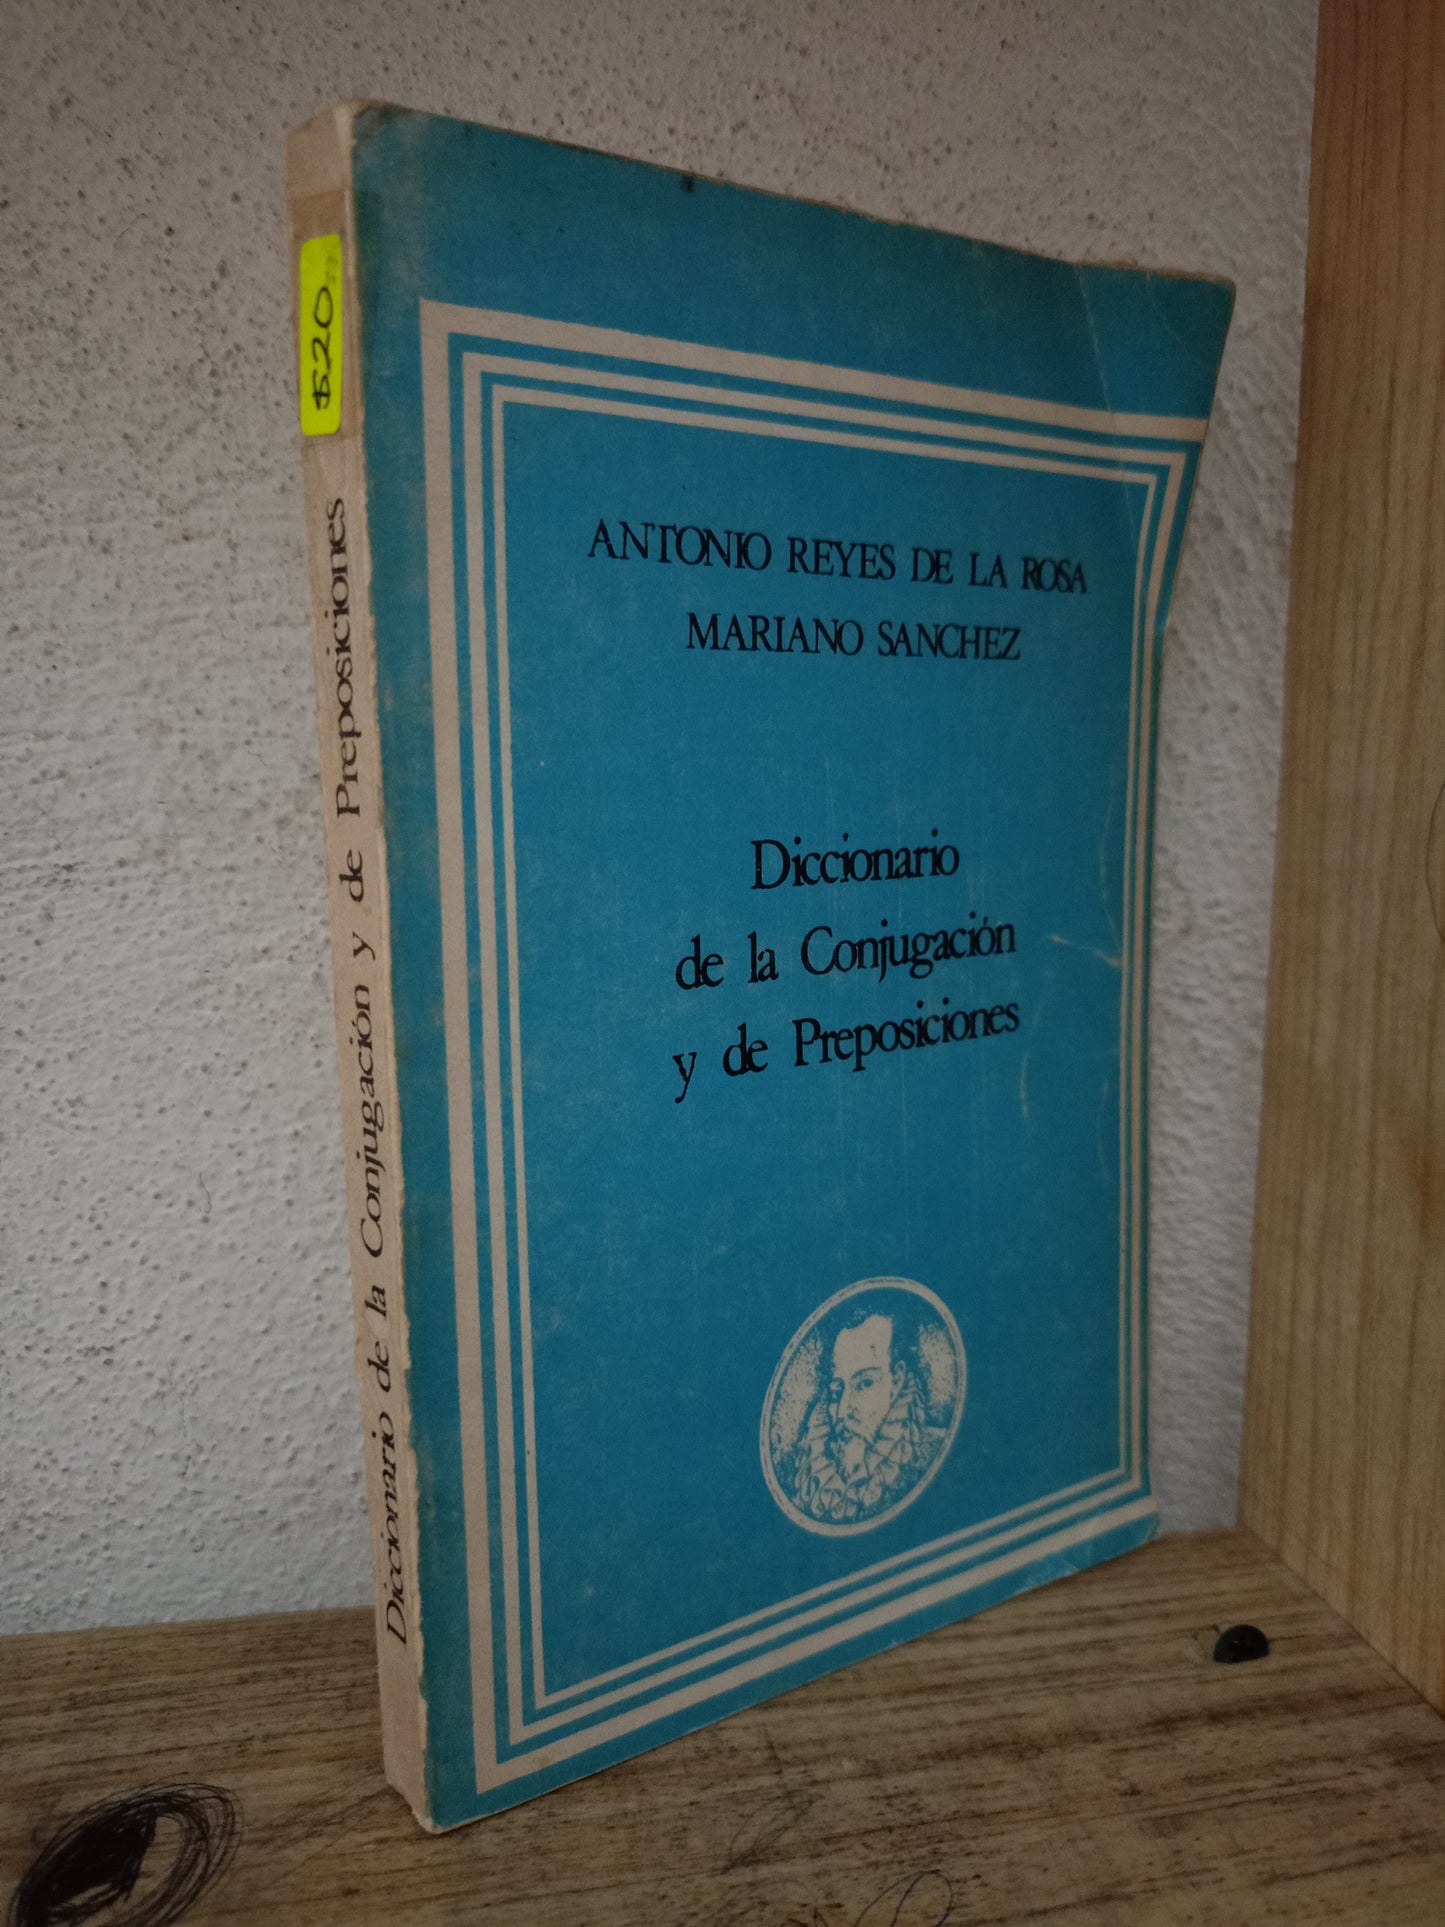 $20.
Diccionario de la Conjugación y de Preposiciones
ANTONIO REYES DE LA ROSA
MARIANO SANCHEZ
Diccionario
de la Conjugación
y de Preposiciones